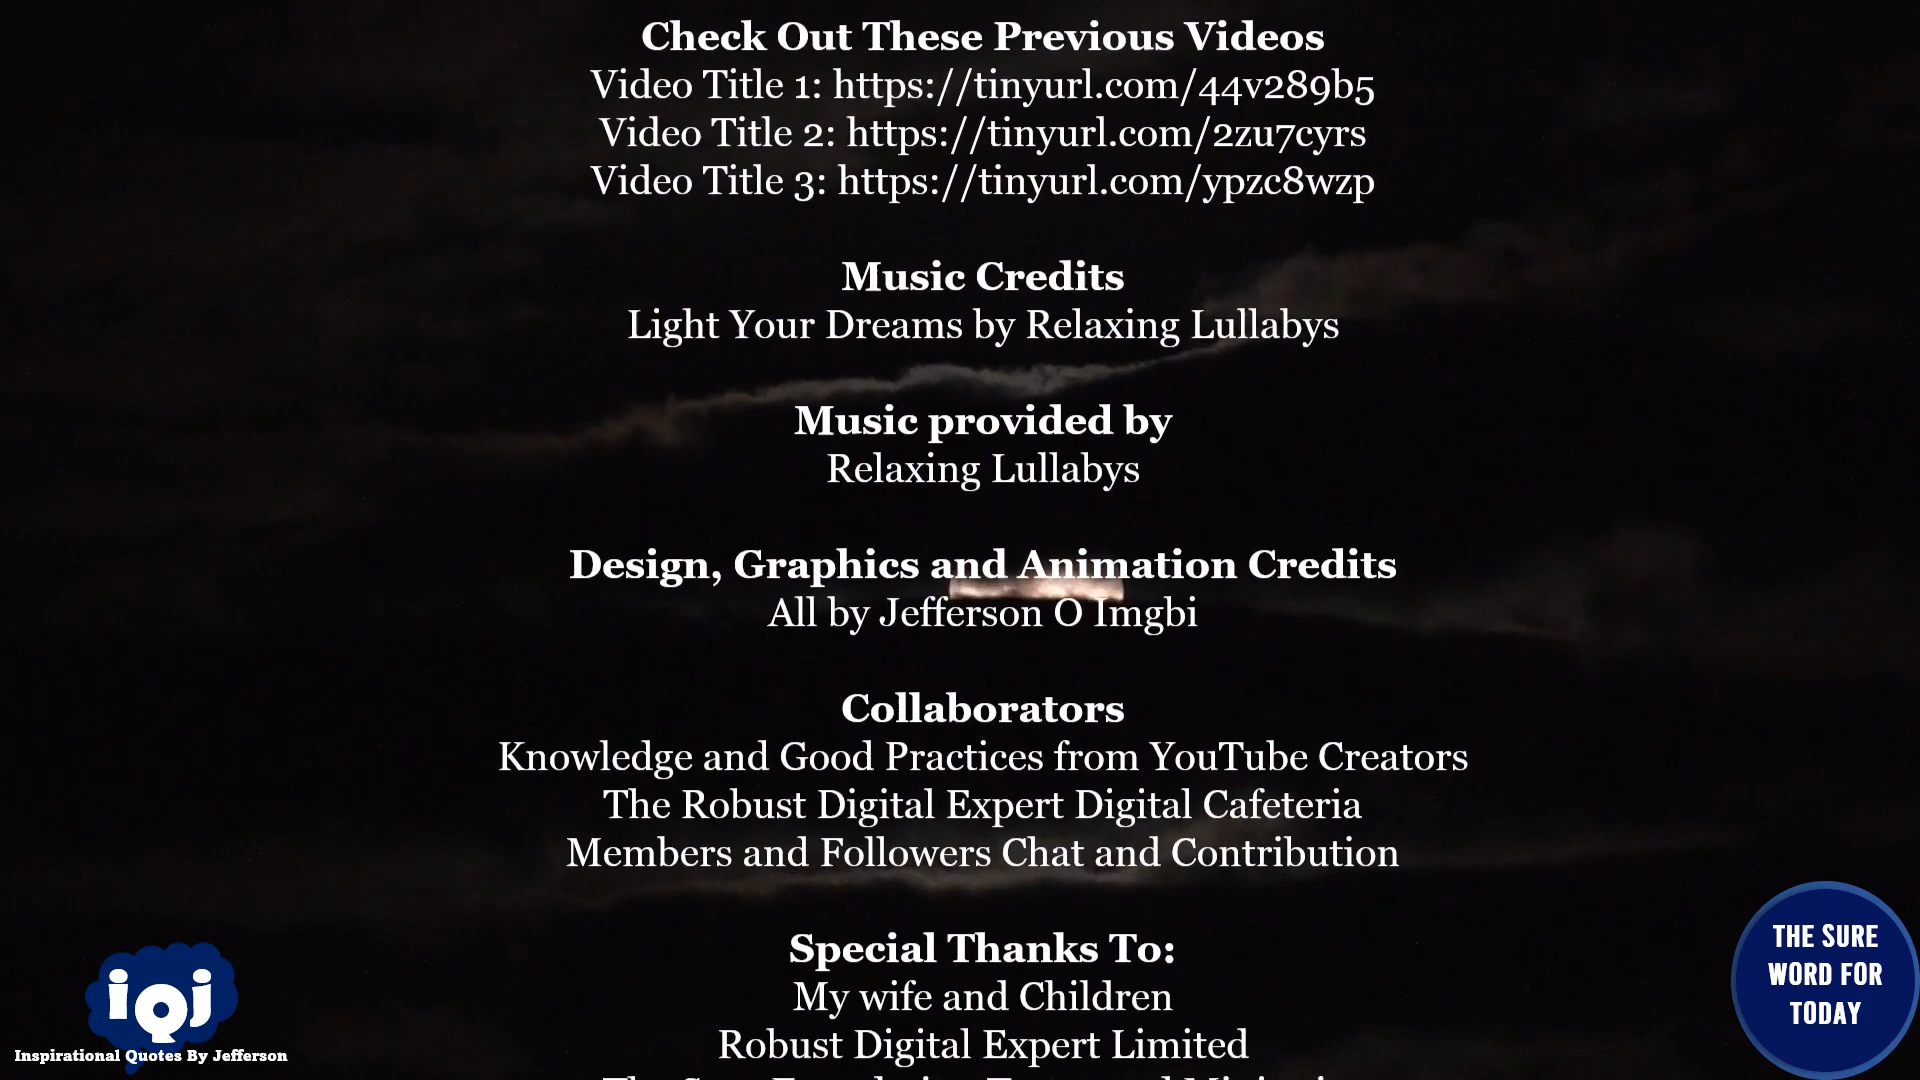 Check Out These Previous Videos
Video Title 1: https://tinyurl.com/44v289b5
Video Title 2: https://tinyurl.com/2zu7cyrs
Video Title 3: https://tinyurl.com/ypzc8wzp
Music Credits
Light Your Dreams by Relaxing Lullabys
Music provided by
Relaxing Lullabys
Design, Graphics and Animation Credits
All by Jefferson O Imgbi
Collaborators
Knowledge and Good Practices from YouTube Creators
The Robust Digital Expert Digital Cafeteria
Members and Followers Chat and Contribution
Special Thanks To:
My wife and Children
Robust Digital Expert Limited
iQj
Inspirational Quotes By Jefferson
THE SURE
WORD FOR
TODAY